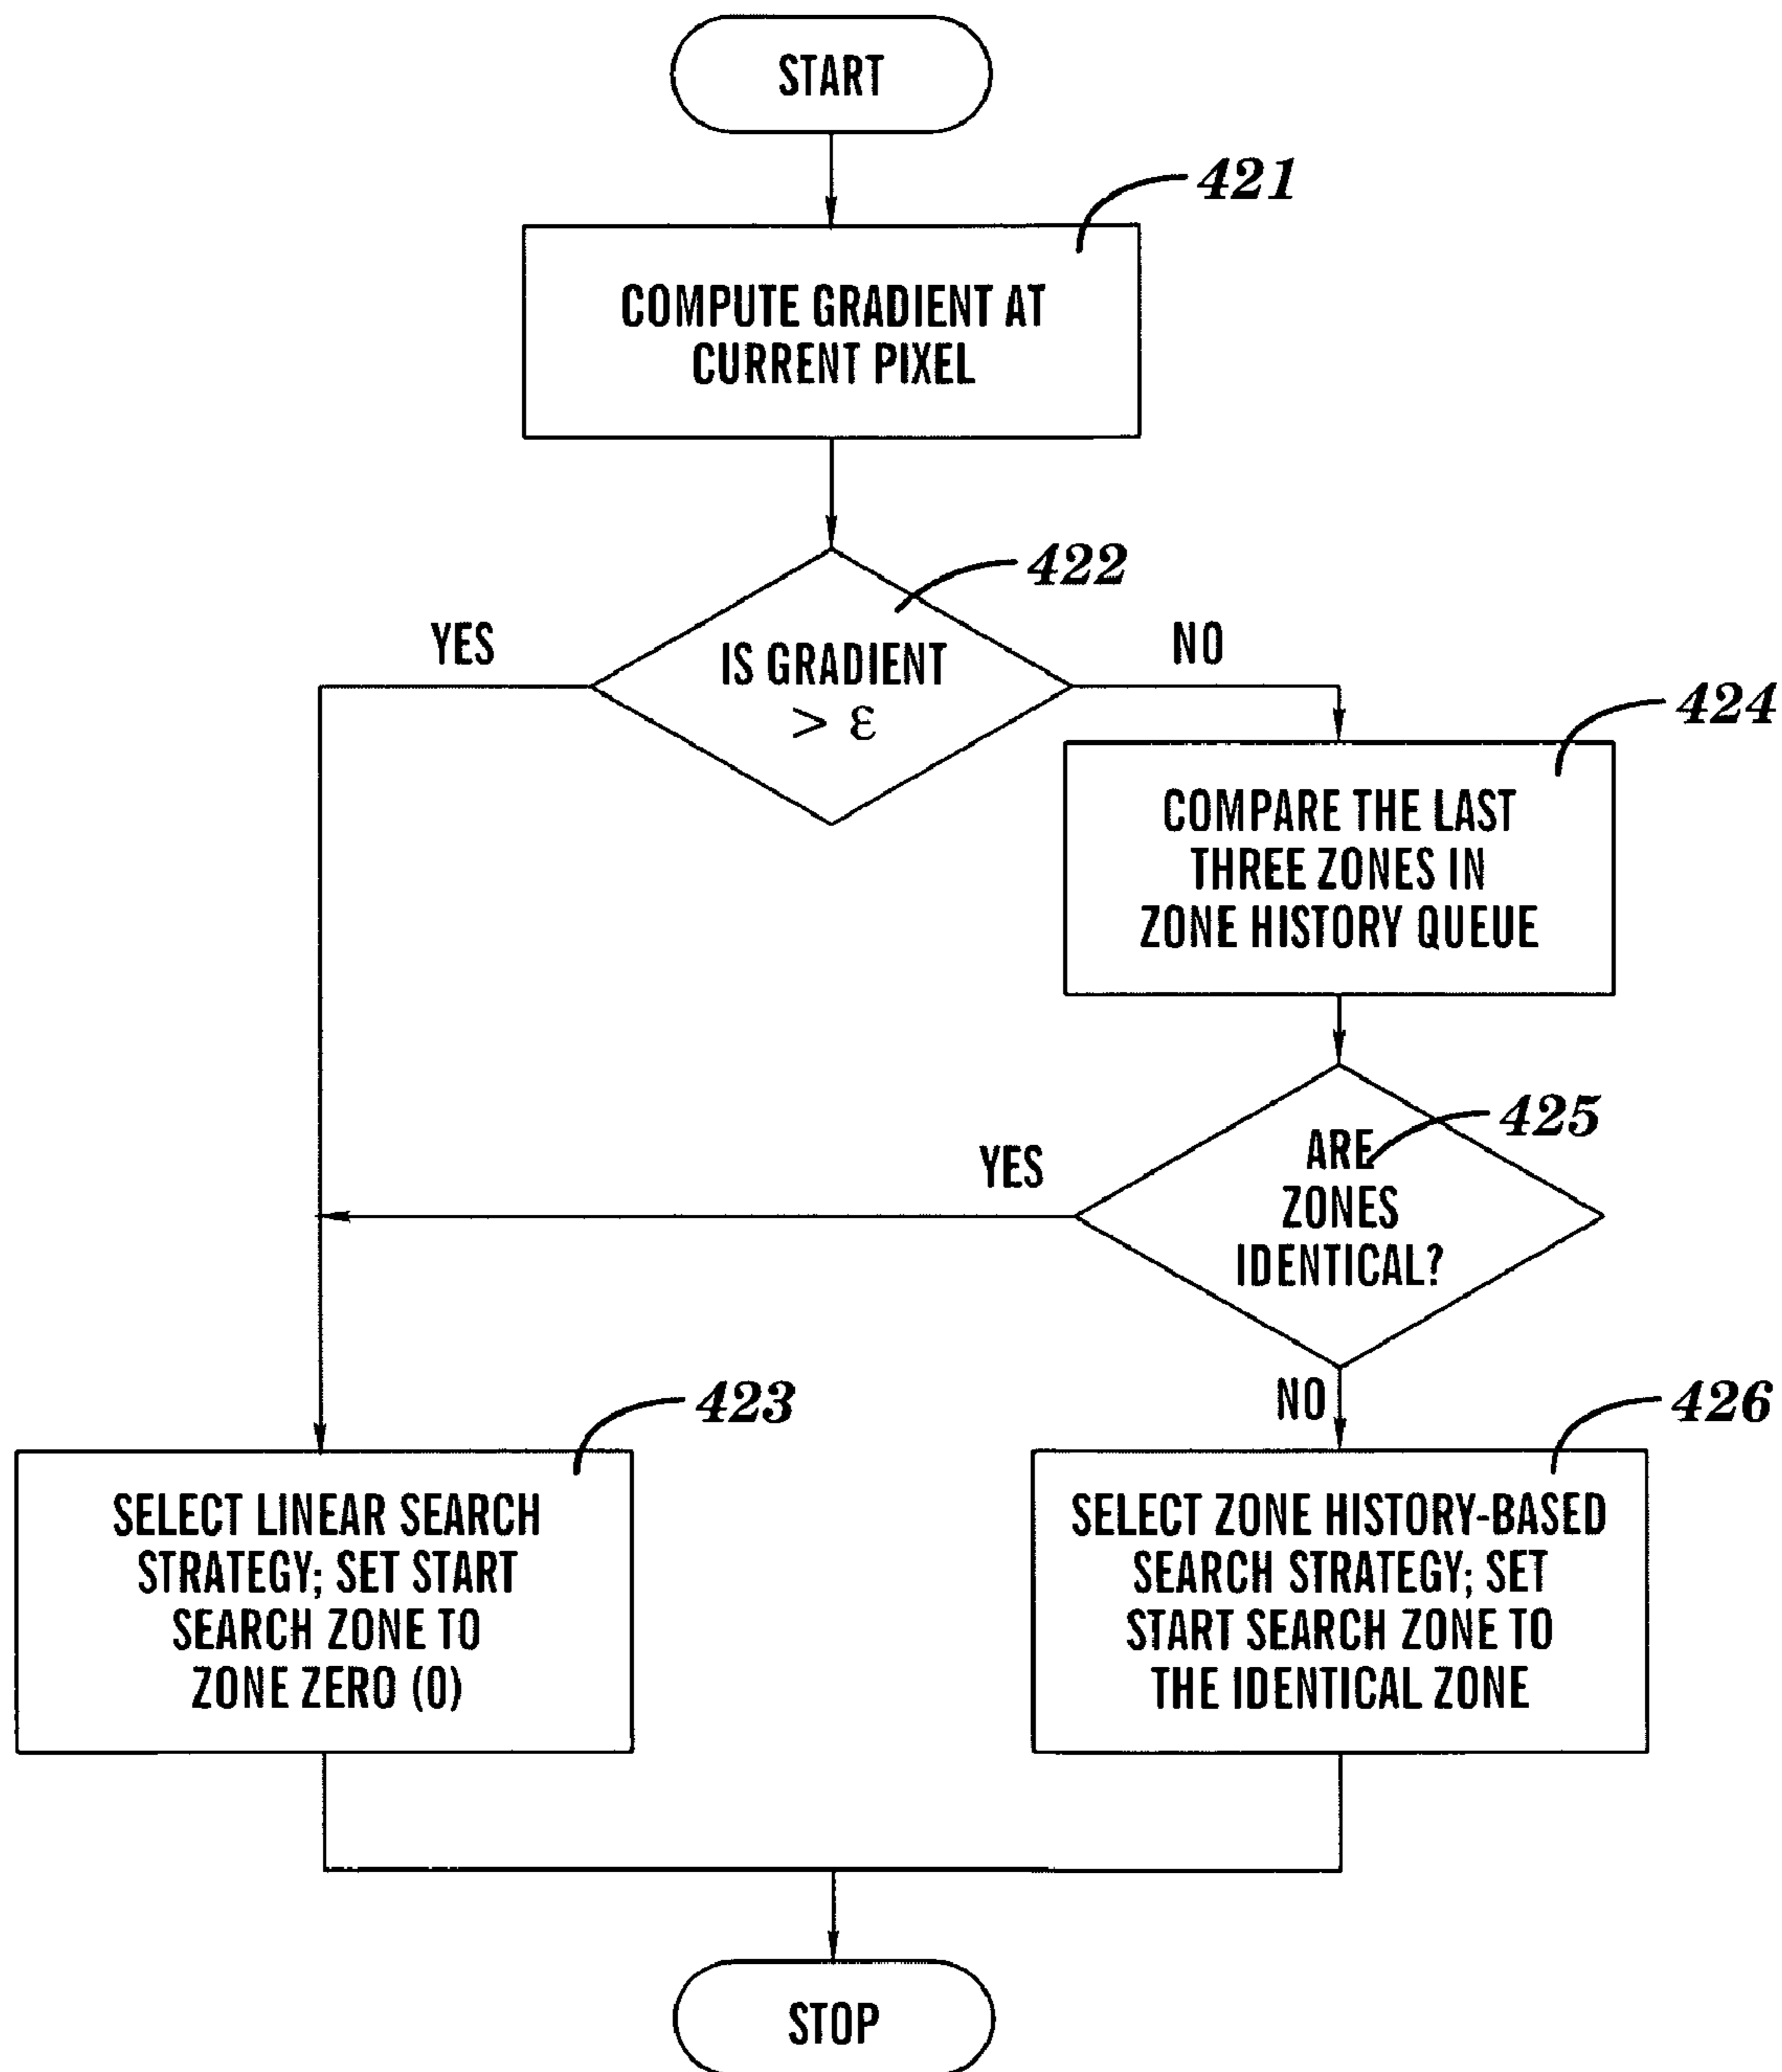 START
421
COMPUTE GRADIENT AT
CURRENT PIXEL
422
YES
IS GRADIENT
> ε
NO
424
COMPARE THE LAST
THREE ZONES IN
ZONE HISTORY QUEUE
425
YES
ARE
ZONES
IDENTICAL?
NO
423
SELECT LINEAR SEARCH
STRATEGY; SET START
SEARCH ZONE TO
ZONE ZERO (0)
426
SELECT ZONE HISTORY-BASED
SEARCH STRATEGY; SET
START SEARCH ZONE TO
THE IDENTICAL ZONE
STOP